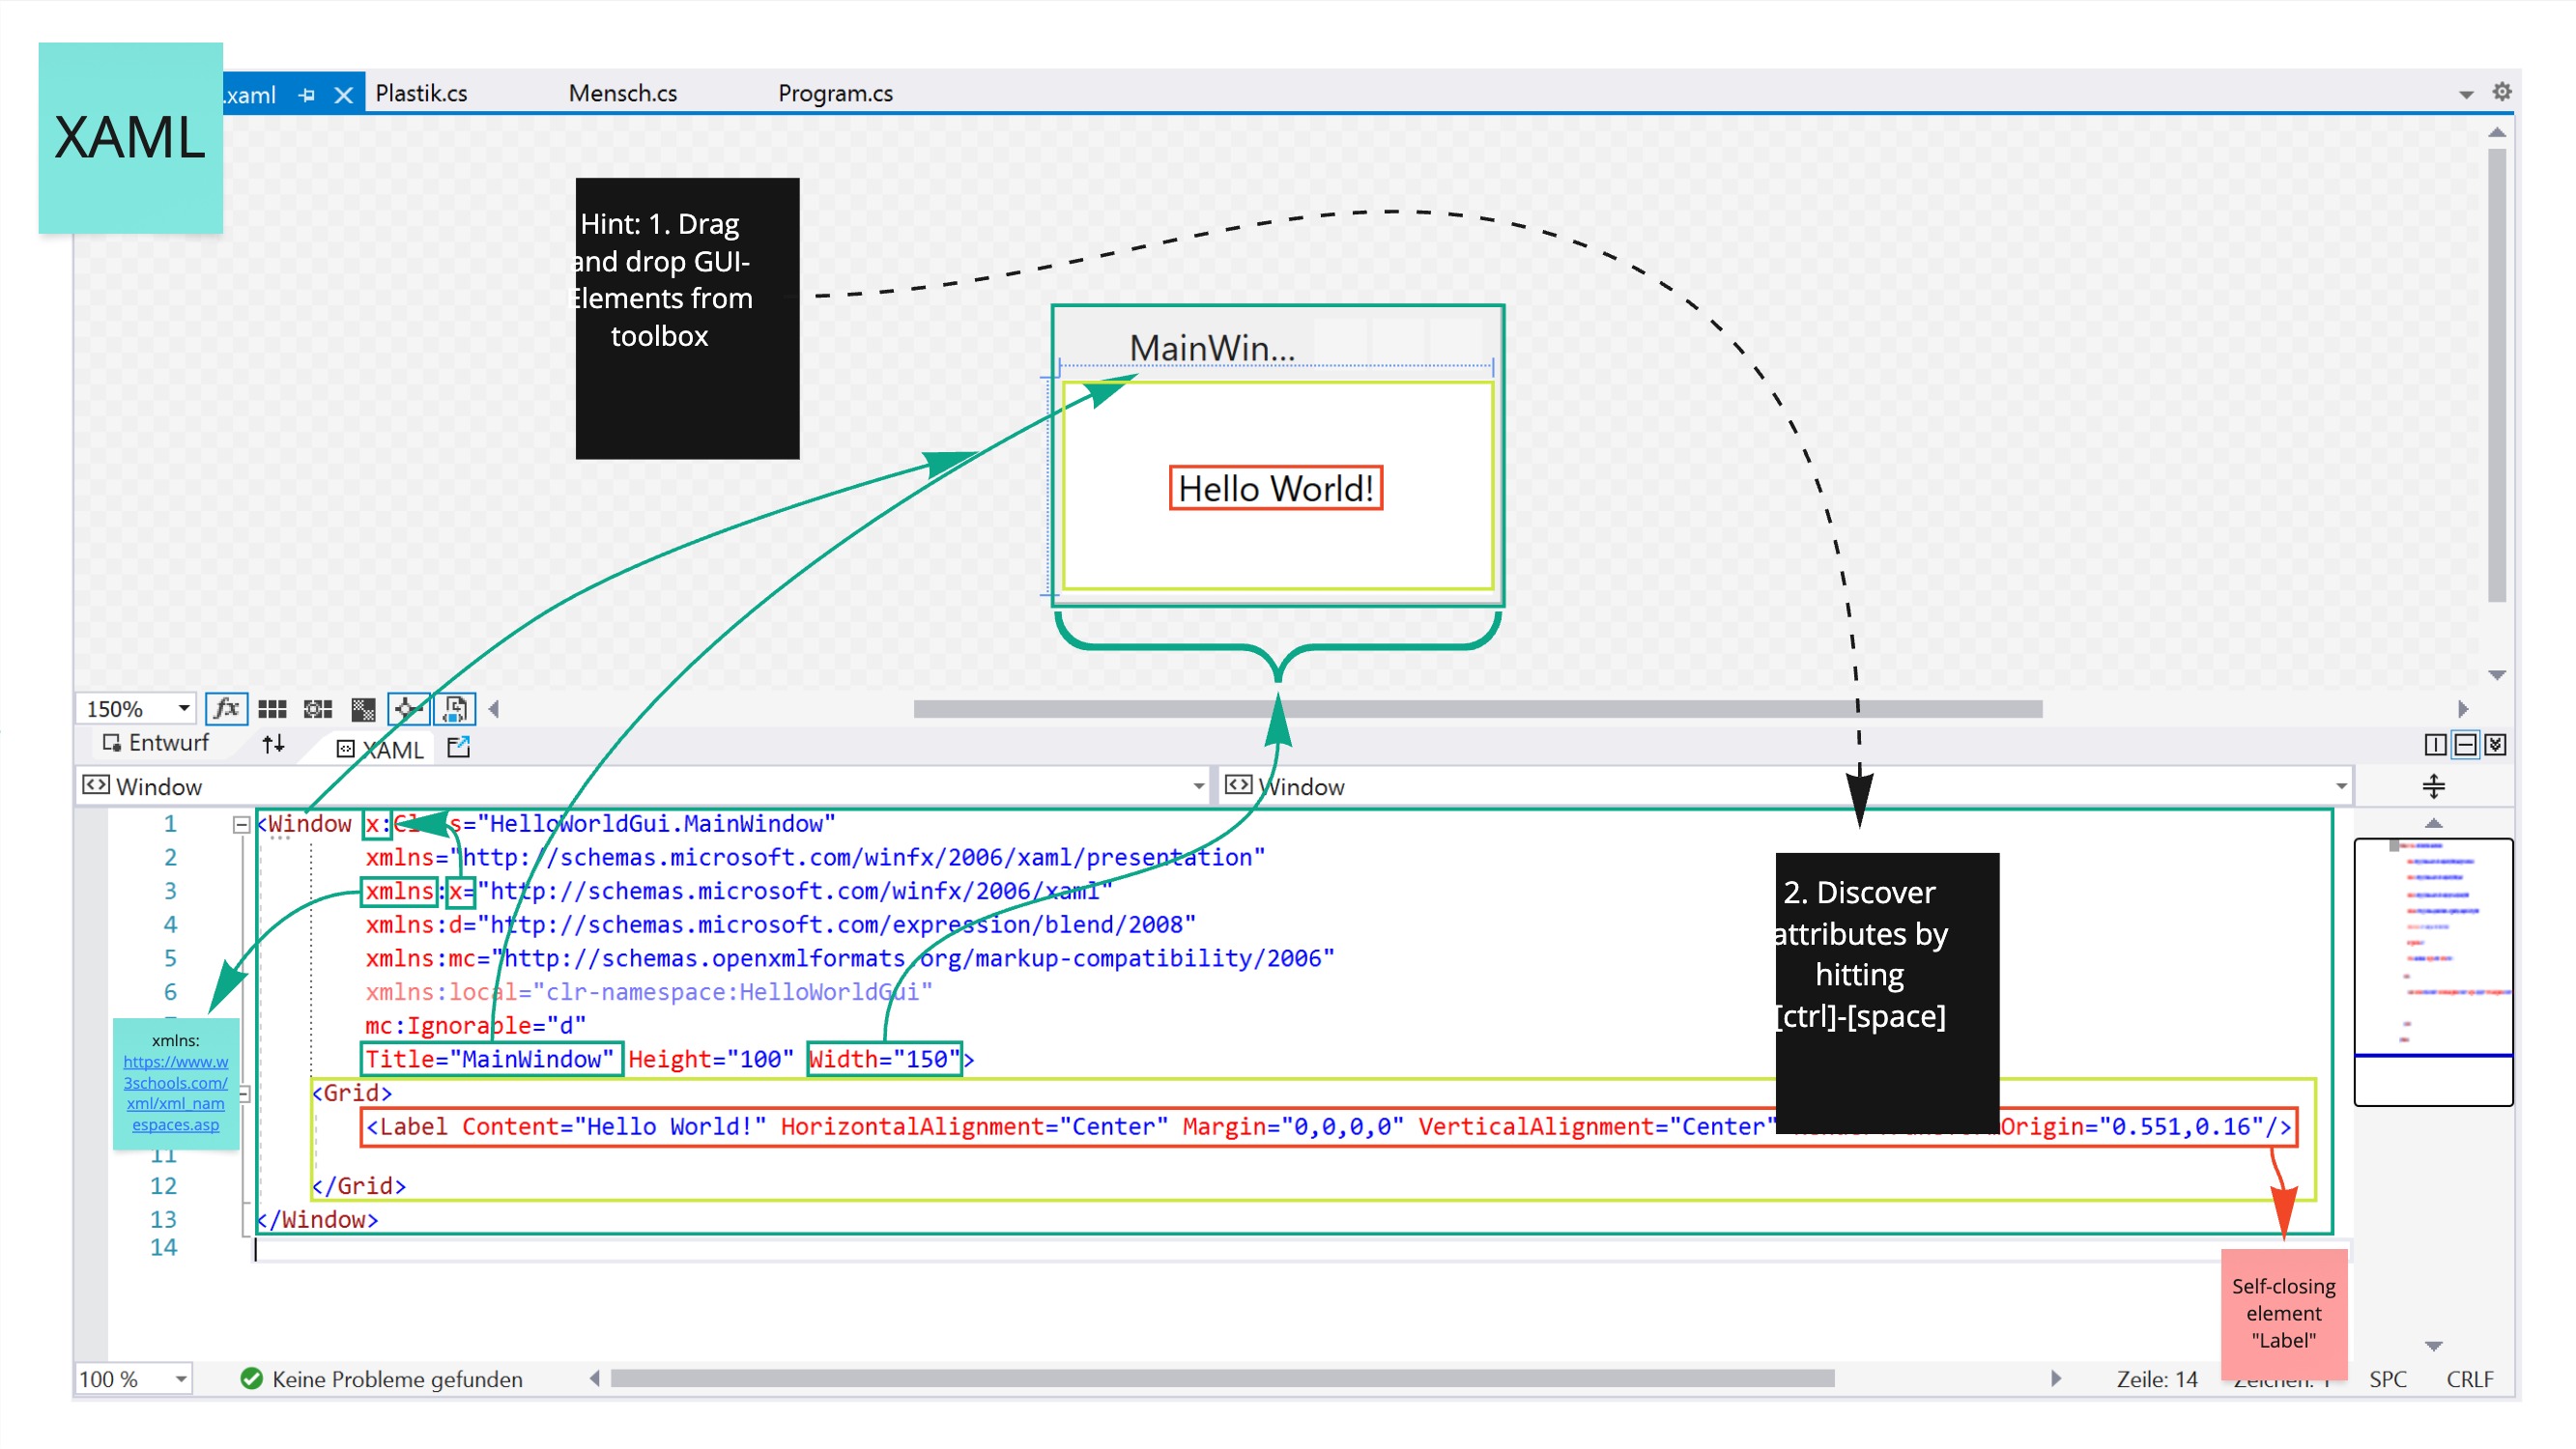 XAML
.xaml
Plastik.cs
Mensch.cs
Program.cs
Hint: 1. Drag
and drop GUI-
Elements from
toolbox
MainWin...
Hello World!
150%
fx
Entwurf
XAML
Window
Window
1 <Window x: s="HelloWorldGui.MainWindow"
2 xmlns="http://schemas.microsoft.com/winfx/2006/xaml/presentation"
3 xmlns:x="http://schemas.microsoft.com/winfx/2006/xaml"
4 xmlns:d="http://schemas.microsoft.com/expression/blend/2008"
5 xmlns:mc="http://schemas.openxmlformats.org/markup-compatibility/2006"
6 xmlns:local="clr-namespace:HelloWorldGui"
mc:Ignorable="d"
Title="MainWindow" Height="100" Width="150">
<Grid>
<Label Content="Hello World!" HorizontalAlignment="Center" Margin="0,0,0,0" VerticalAlignment="Center" Origin="0.551,0.16"/>
11
12 </Grid>
13 </Window>
14
xmlns:
https://www.w
3schools.com/
xml/xml_nam
espaces.asp
2. Discover
attributes by
hitting
[ctrl]-[space]
Self-closing
element
"Label"
100 %
Keine Probleme gefunden
Zeile: 14
SPC
CRLF